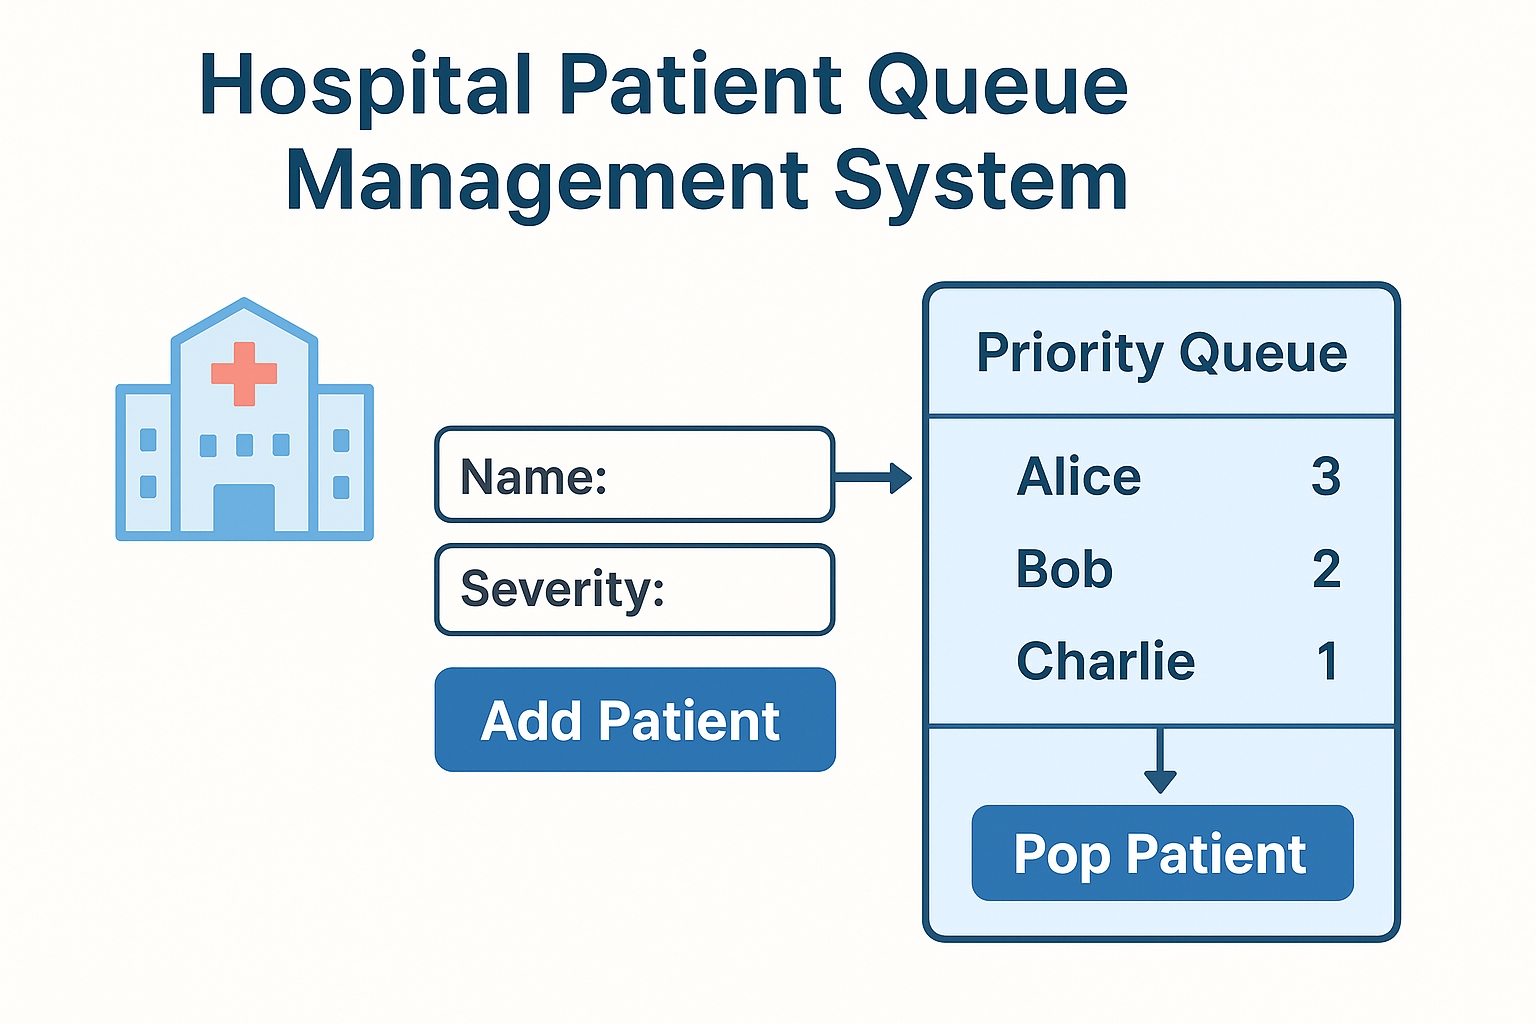 Hospital Patient Queue
Management System
Name:
Severity:
Add Patient
Priority Queue
Alice 3
Bob 2
Charlie 1
Pop Patient